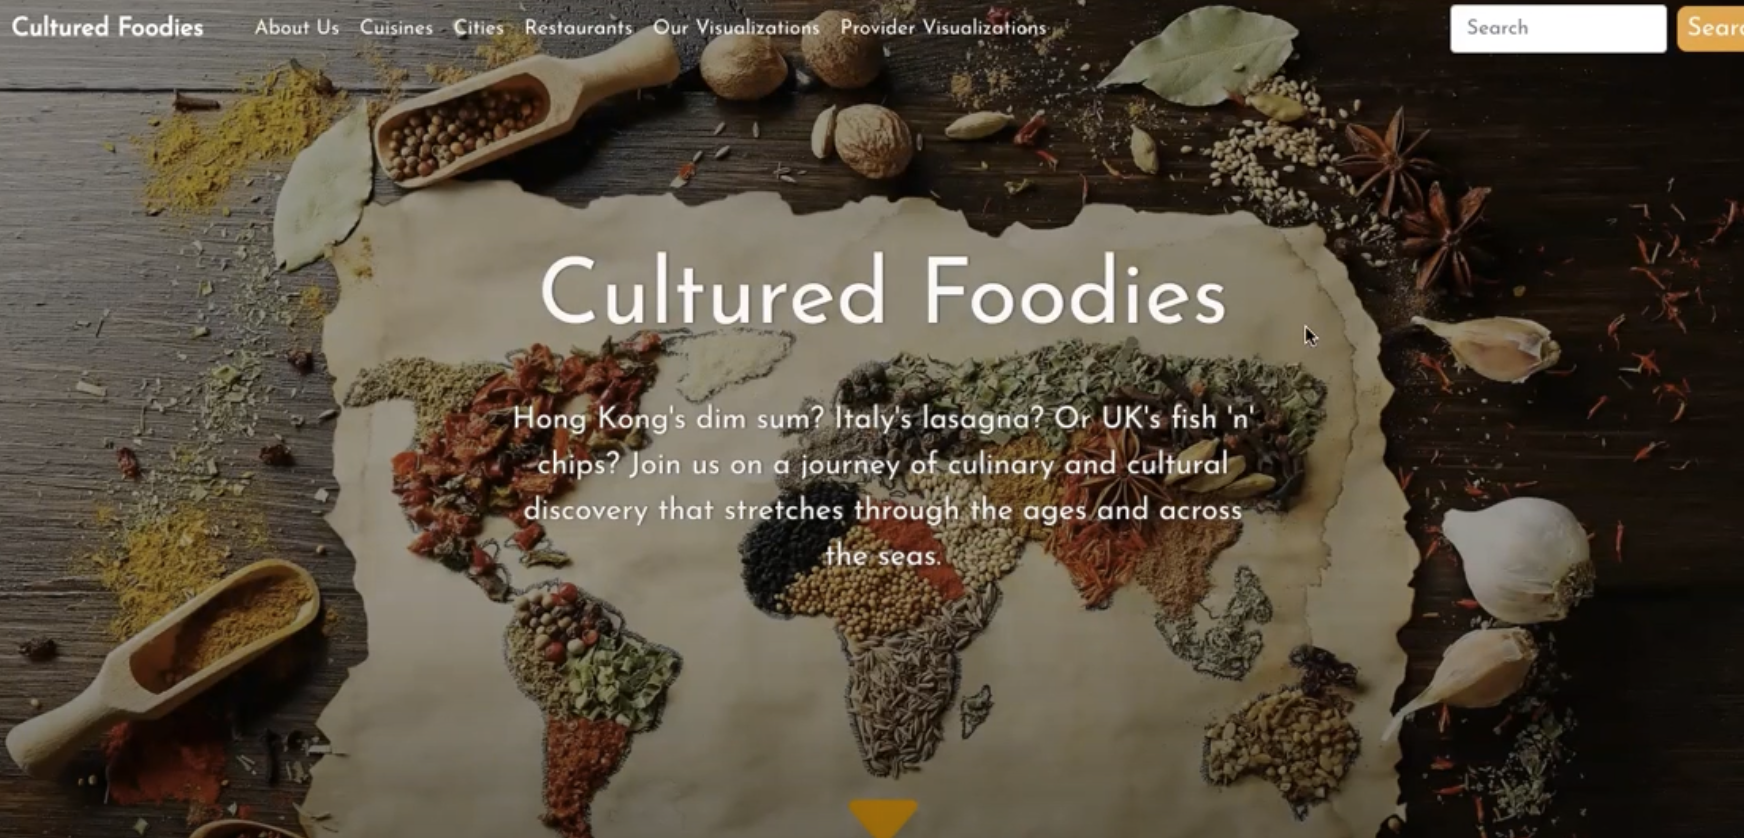 Cultured Foodies About Us Cuisines Cities Restaurants Our Visualizations Provider Visualizations Search
Cultured Foodies
Hong Kong's dim sum? Italy's lasagna? Or UK's fish 'n'
chips? Join us on a journey of culinary and cultural
discovery that stretches through the ages and across
the seas.